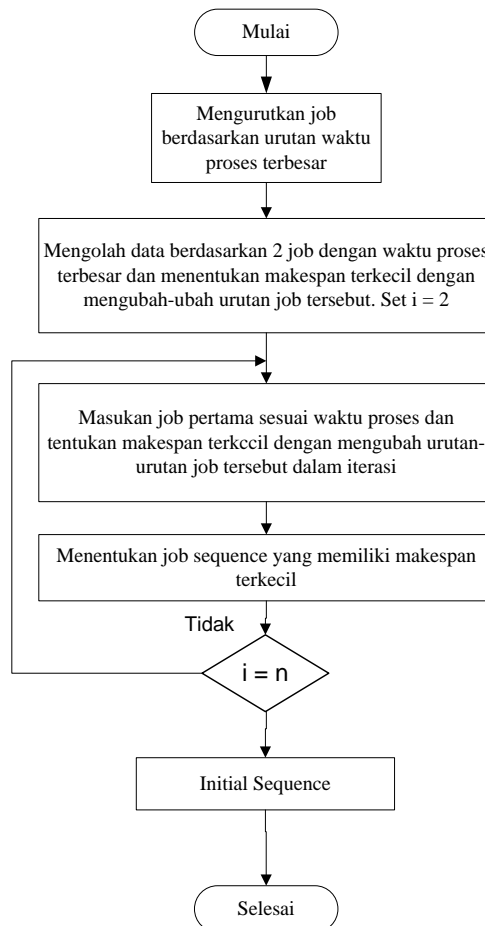 Mulai
Mengurutkan job
berdasarkan urutan waktu
proses terbesar
Mengolah data berdasarkan 2 job dengan waktu proses
terbesar dan menentukan makespan terkecil dengan
mengubah-ubah urutan job tersebut. Set i = 2
Masukan job pertama sesuai waktu proses dan
tentukan makespan terkccil dengan mengubah urutan-
urutan job tersebut dalam iterasi
Menentukan job sequence yang memiliki makespan
terkecil
Tidak
i = n
Initial Sequence
Selesai